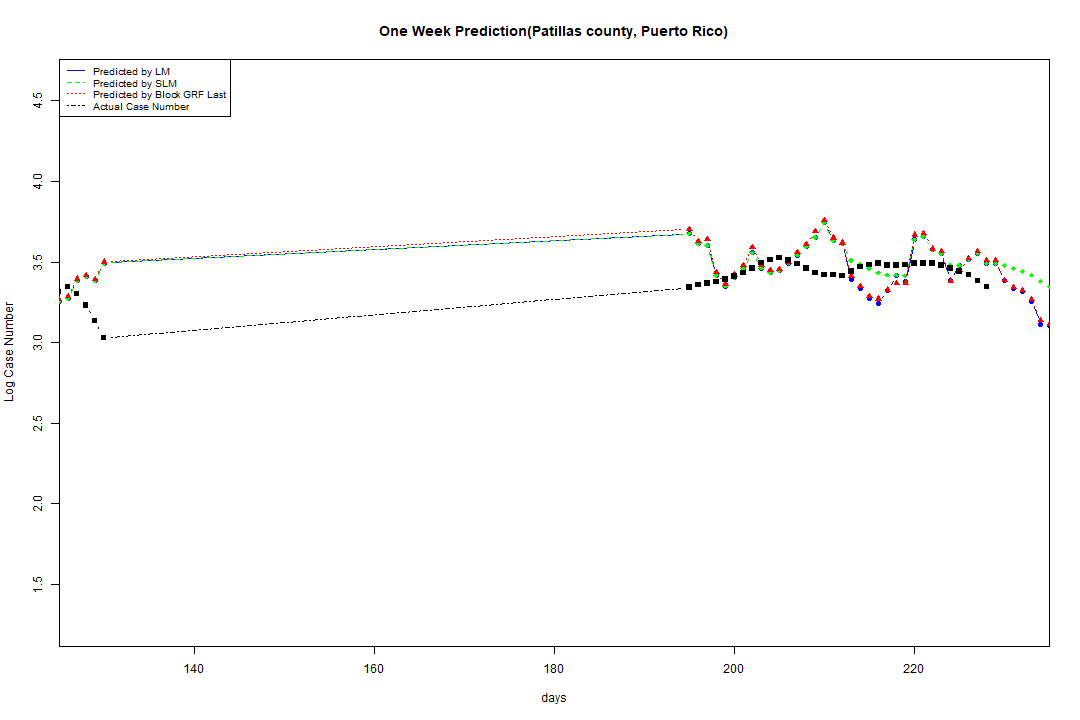 One Week Prediction(Patillas county, Puerto Rico)
Predicted by LM
Predicted by SLM
Predicted by Block GRF Last
Actual Case Number
4.5
4.0
3.5
3.0
2.5
2.0
1.5
Log Case Number
140 160 180 200 220
days